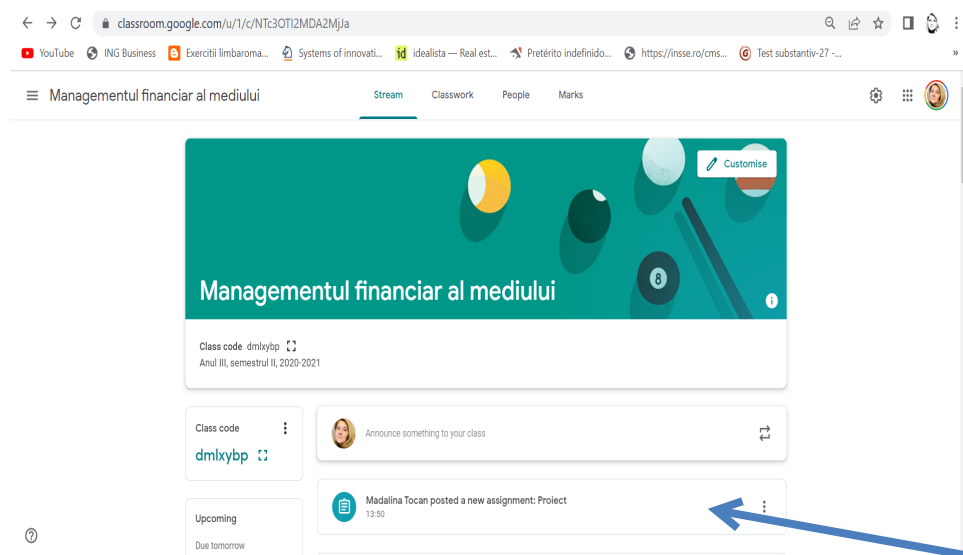 classroom.google.com/u/1/c/NTc3OTI2MDA2MjJa
YouTube ING Business Exercitii limbaroma... Systems of innovati... id idealista — Real est... Pretérito indefinido... https://insse.ro/cms... G Test substantiv-27 -... »
Managementul financiar al mediului Stream Classwork People Marks
Customise
8
Managementul financiar al mediului
Class code dmlxybp
Anul III, semestrul II, 2020-2021
Class code
dmlxybp
Announce something to your class
Madalina Tocan posted a new assignment: Proiect
13:50
Upcoming
Due tomorrow